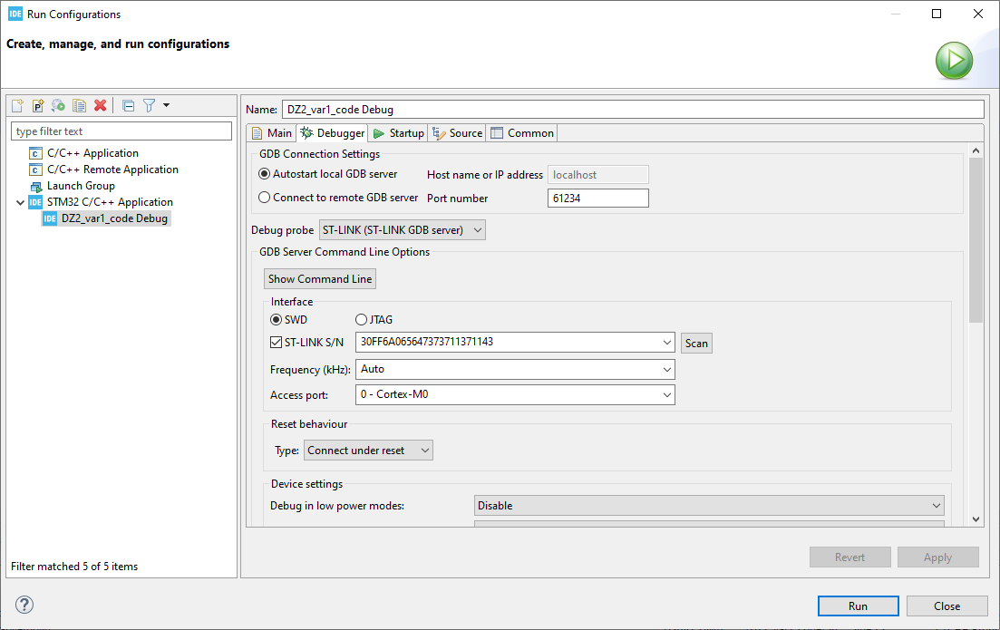 IDE Run Configurations
Create, manage, and run configurations
Name: DZ2_var1_code Debug
type filter text
C/C++ Application
C/C++ Remote Application
Launch Group
IDE STM32 C/C++ Application
IDE DZ2_var1_code Debug
Filter matched 5 of 5 items
Main Debugger Startup Source Common
GDB Connection Settings
Autostart local GDB server Host name or IP address localhost
Connect to remote GDB server Port number 61234
Debug probe ST-LINK (ST-LINK GDB server)
GDB Server Command Line Options
Show Command Line
Interface
SWD JTAG
ST-LINK S/N 30FF6A065647373711371143 Scan
Frequency (kHz): Auto
Access port: 0 - Cortex-M0
Reset behaviour
Type: Connect under reset
Device settings
Debug in low power modes: Disable
Revert Apply
Run Close